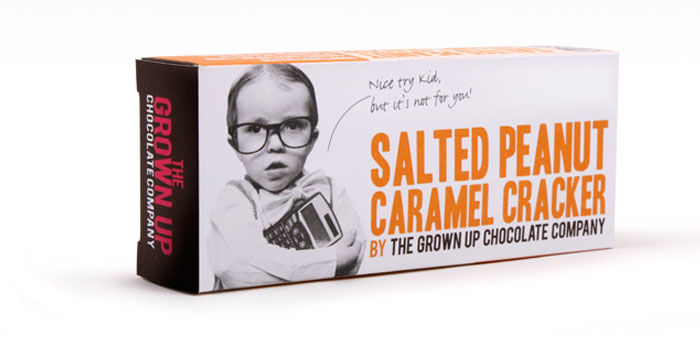 THE
GROWN UP
CHOCOLATE COMPANY
Nice try Kid,
but it's not for you!
SALTED PEANUT
CARAMEL CRACKER
BY THE GROWN UP CHOCOLATE COMPANY